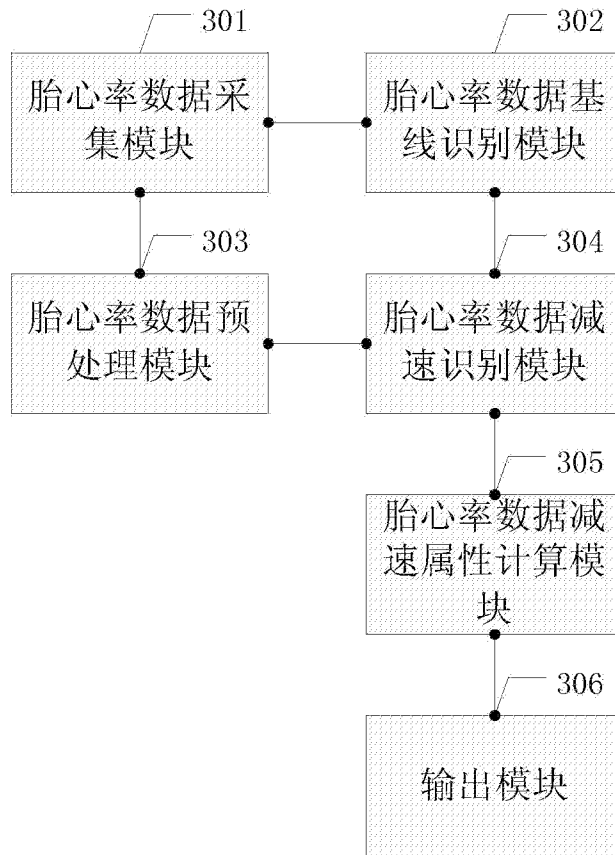 301
胎心率数据采
集模块
302
胎心率数据基
线识别模块
303
胎心率数据预
处理模块
304
胎心率数据减
速识别模块
305
胎心率数据减
速属性计算模
块
306
输出模块